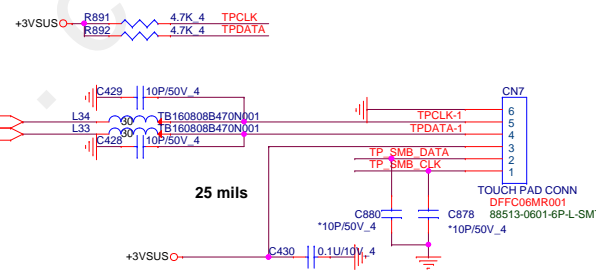 R891 4.7K_4 TPCLK
+3VSUS
R892 4.7K_4 TPDATA
C429 10P/50V_4
CN7
L34 TB160808B470N001
30
L33 TB160808B470N001
30
C428 10P/50V_4
TPCLK-1
TPDATA-1
6
5
4
3
2
1
TP_SMB_DATA
TP_SMB_CLK
25 mils
TOUCH PAD CONN
DFFC06MR001
88513-0601-6P-L-SMT
C880
*10P/50V_4
C878
*10P/50V_4
+3VSUS
C430 0.1U/10V_4